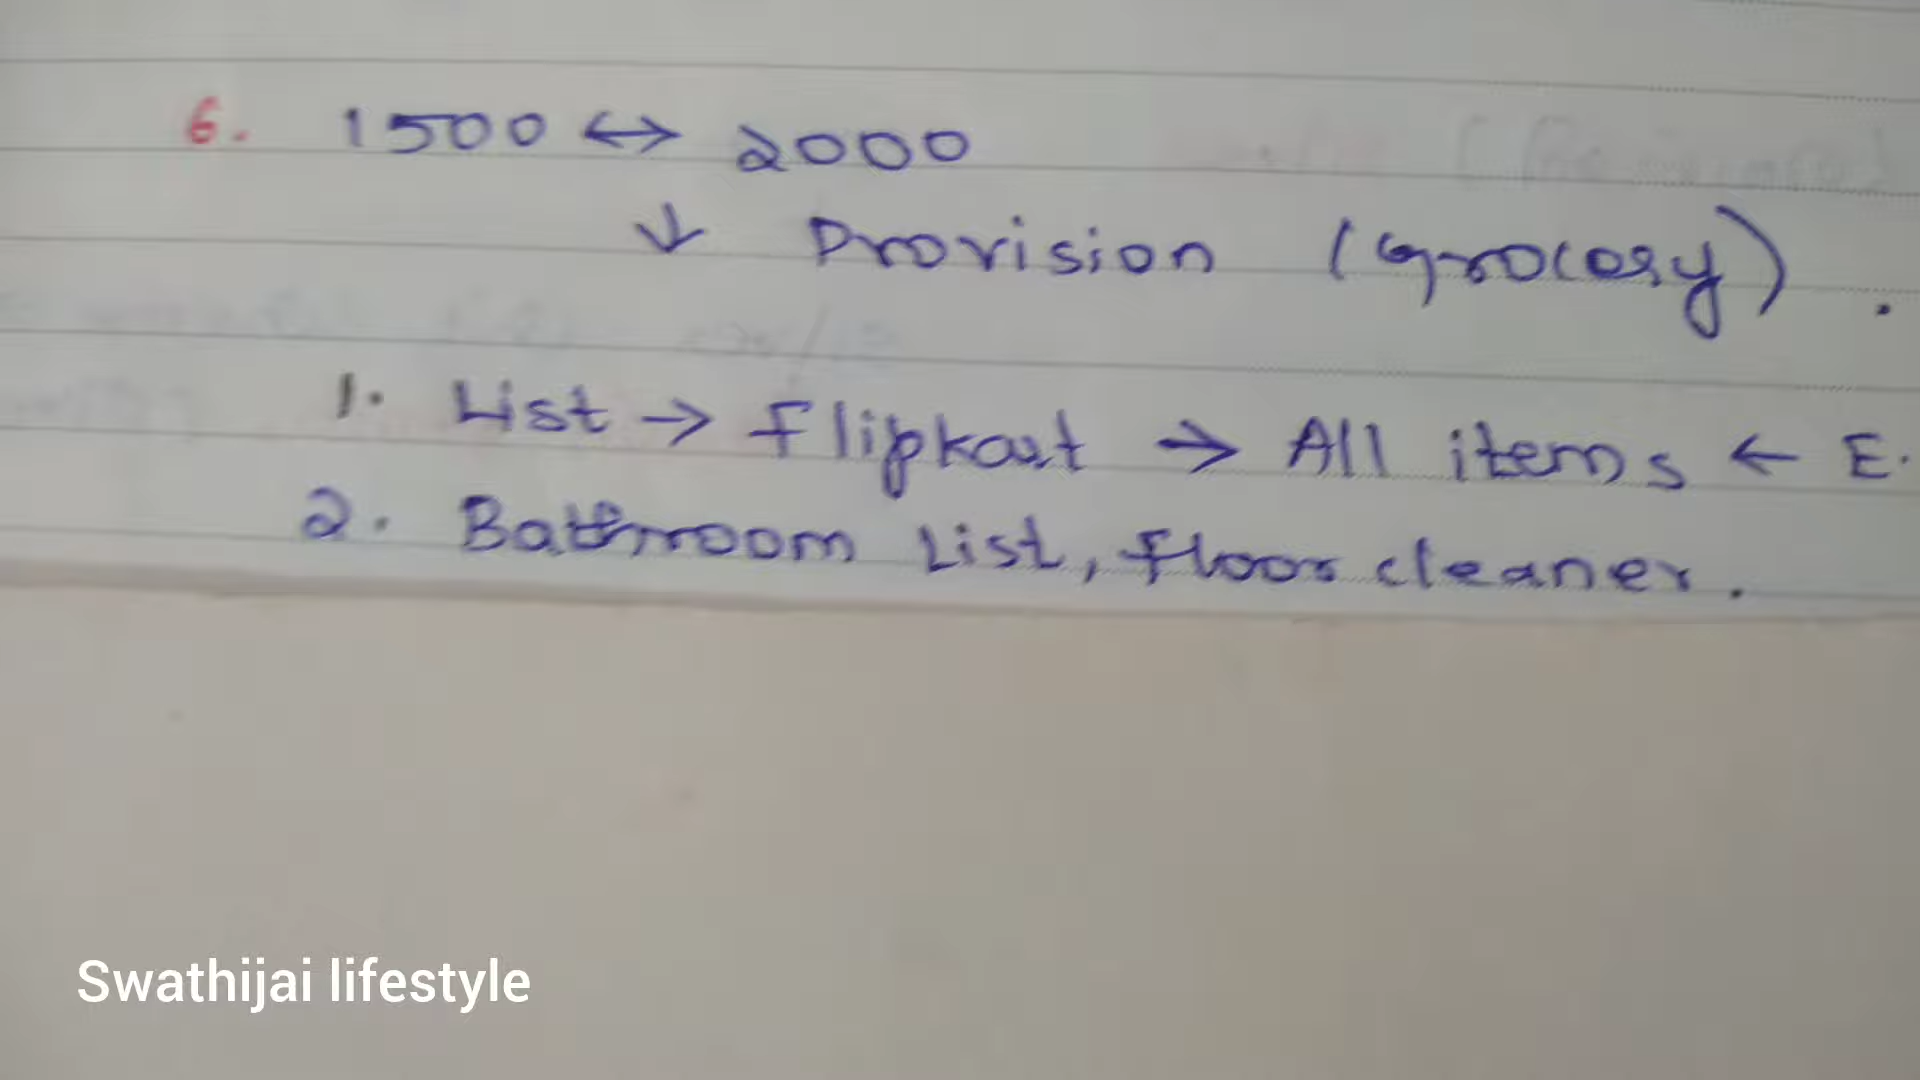 6. 1500 ↔ 2000
↓ Provision (Grocery).
1. List → Flipkart → All items ← E.
2. Bathroom List, Floor cleaner.
Swathijai lifestyle